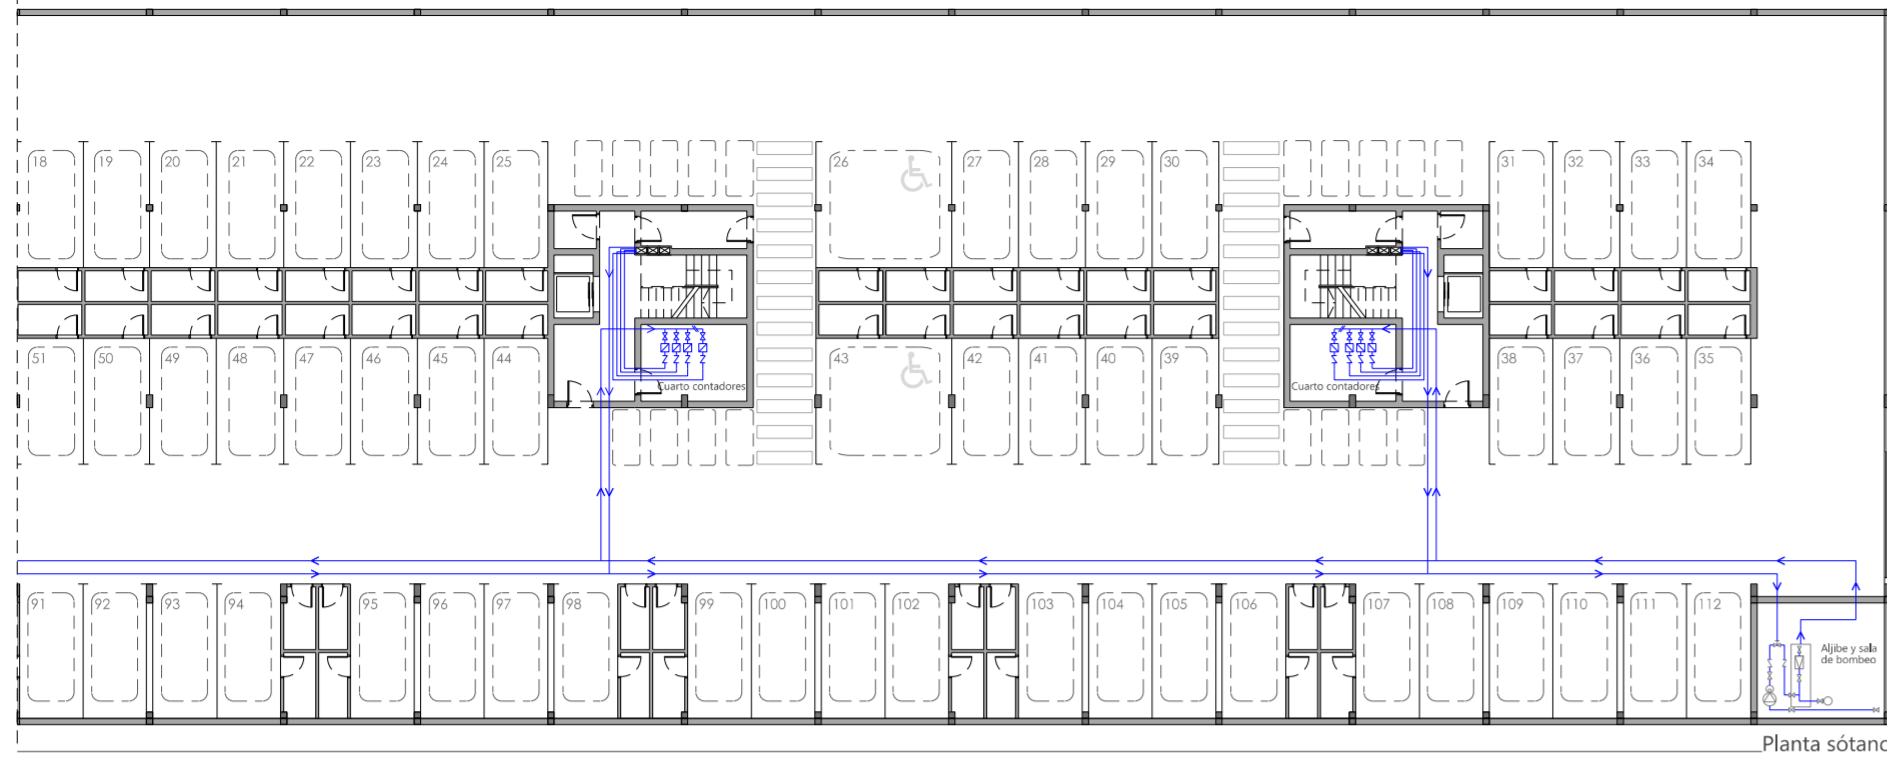 18 19 20 21 22 23 24 25 26 27 28 29 30 31 32 33 34
51 50 49 48 47 46 45 44 43 42 41 40 39 38 37 36 35
Cuarto contadores
Cuarto contadores
91 92 93 94 95 96 97 98 99 100 101 102 103 104 105 106 107 108 109 110 111 112
Aljibe y sala
de bombeo
Planta sótano